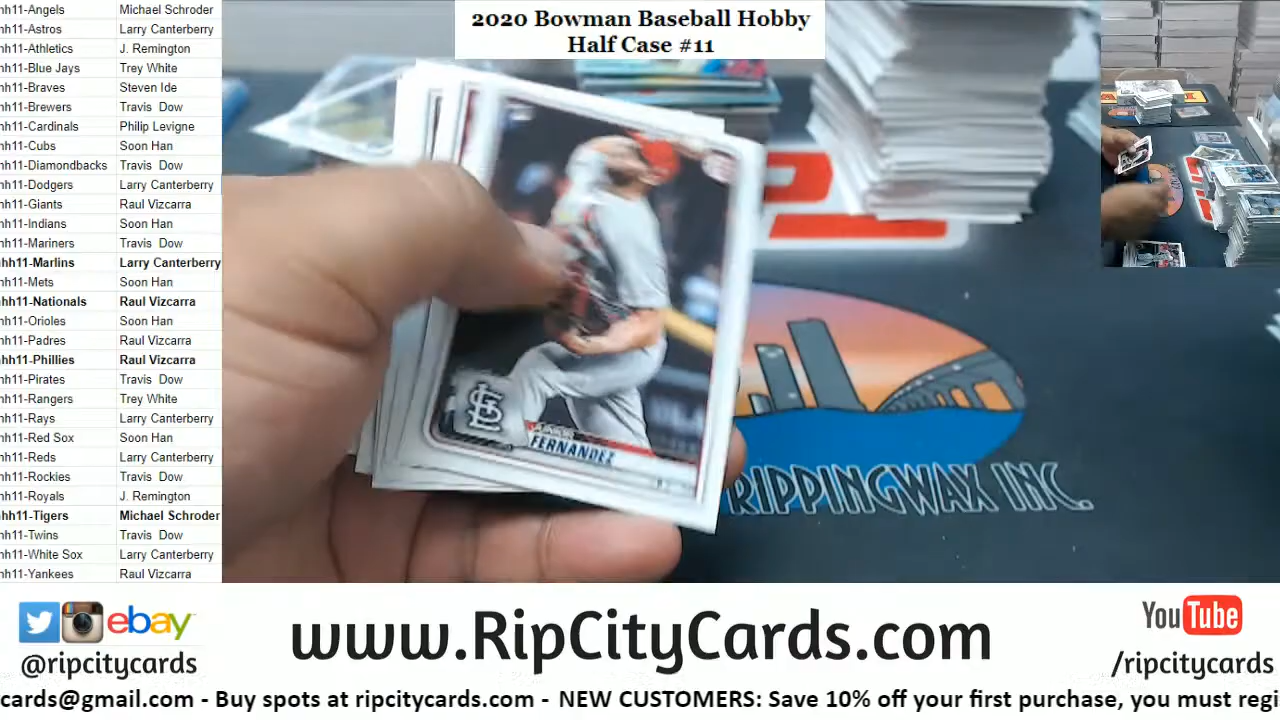 2020 Bowman Baseball Hobby
Half Case #11
hh11-Angels Michael Schroder
hh11-Astros Larry Canterberry
hh11-Athletics J. Remington
hh11-Blue Jays Trey White
hh11-Braves Steven Ide
hh11-Brewers Travis Dow
hh11-Cardinals Philip Levigne
hh11-Cubs Soon Han
hh11-Diamondbacks Travis Dow
hh11-Dodgers Larry Canterberry
hh11-Giants Raul Vizcarra
hh11-Indians Soon Han
hh11-Mariners Travis Dow
hh11-Marlins Larry Canterberry
hh11-Mets Soon Han
hh11-Nationals Raul Vizcarra
hh11-Orioles Soon Han
hh11-Padres Raul Vizcarra
hh11-Phillies Raul Vizcarra
hh11-Pirates Travis Dow
hh11-Rangers Trey White
hh11-Rays Larry Canterberry
hh11-Red Sox Soon Han
hh11-Reds Larry Canterberry
hh11-Rockies Travis Dow
hh11-Royals J. Remington
hh11-Tigers Michael Schroder
hh11-Twins Travis Dow
hh11-White Sox Larry Canterberry
hh11-Yankees Raul Vizcarra
FERNANDEZ
RIPPINGWAX INC.
ebay
@ripcitycards
www.RipCityCards.com
YouTube
/ripcitycards
cards@gmail.com - Buy spots at ripcitycards.com - NEW CUSTOMERS: Save 10% off your first purchase, you must regi